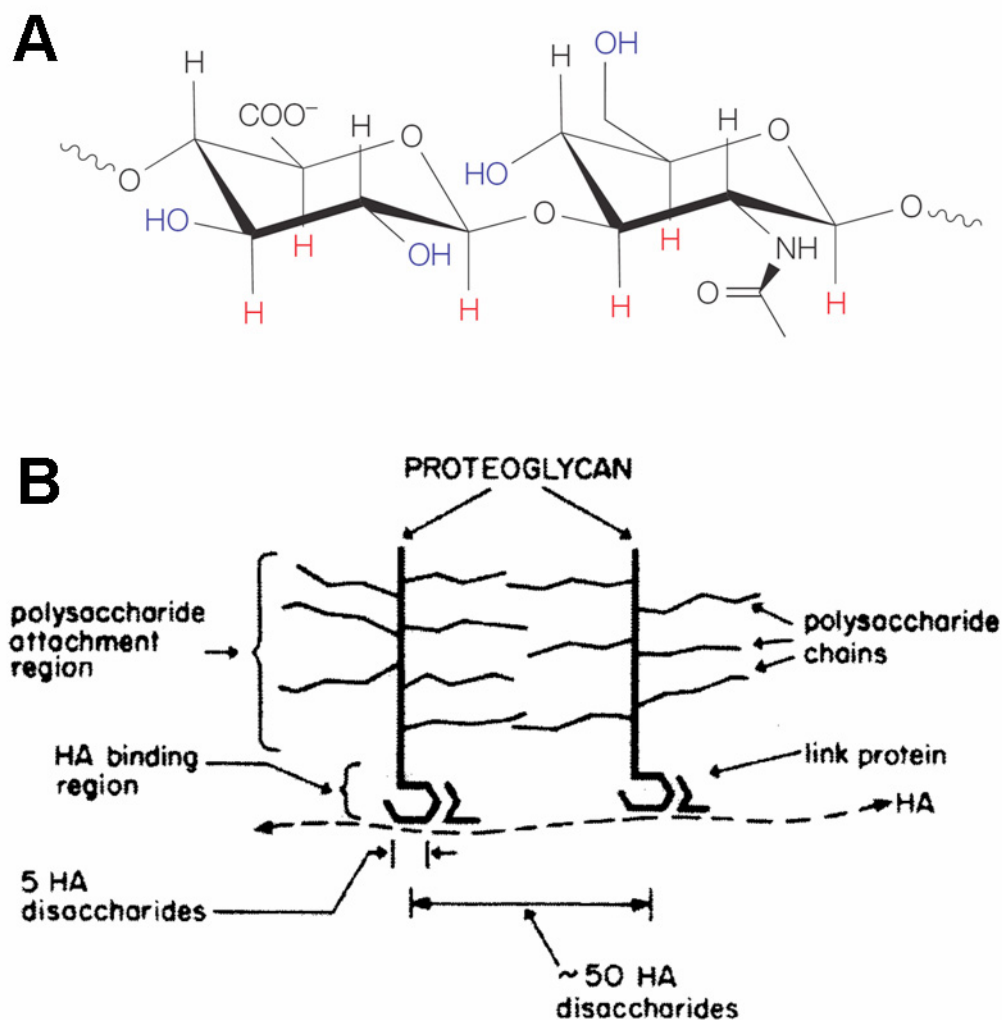 A
H
COO⁻
H
O
H
OH
H
O
O
HO
HO
O
O
H
OH
H
NH
O
H
H
H
H
B
PROTEOGLYCAN
polysaccharide
attachment
region
polysaccharide
chains
HA binding
region
link protein
HA
5 HA
disaccharides
~50 HA
disaccharides